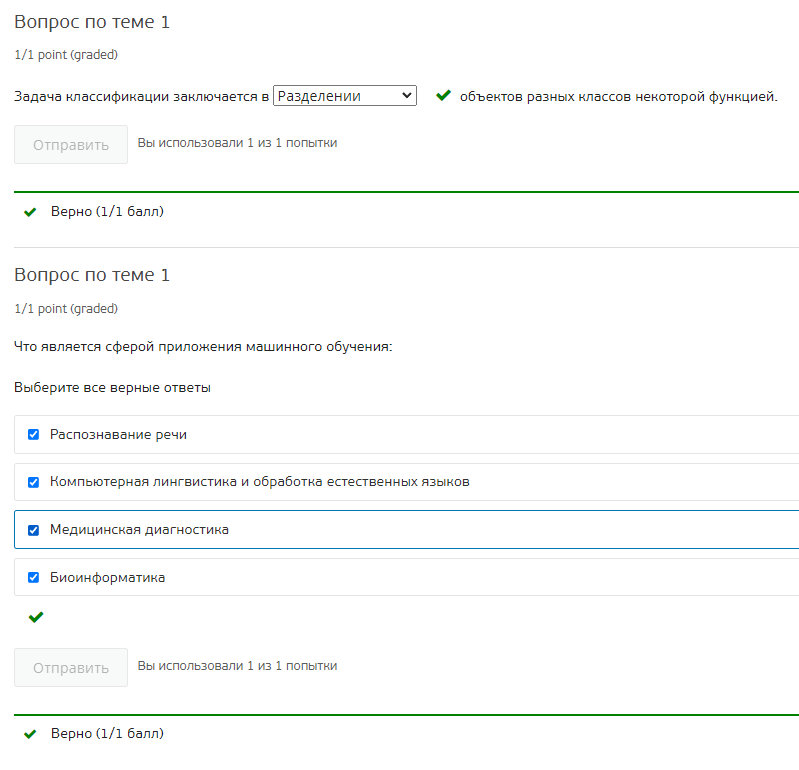 Вопрос по теме 1
1/1 point (graded)
Задача классификации заключается в Разделении объектов разных классов некоторой функцией.
Отправить Вы использовали 1 из 1 попытки
Верно (1/1 балл)
Вопрос по теме 1
1/1 point (graded)
Что является сферой приложения машинного обучения:
Выберите все верные ответы
Распознавание речи
Компьютерная лингвистика и обработка естественных языков
Медицинская диагностика
Биоинформатика
Отправить Вы использовали 1 из 1 попытки
Верно (1/1 балл)